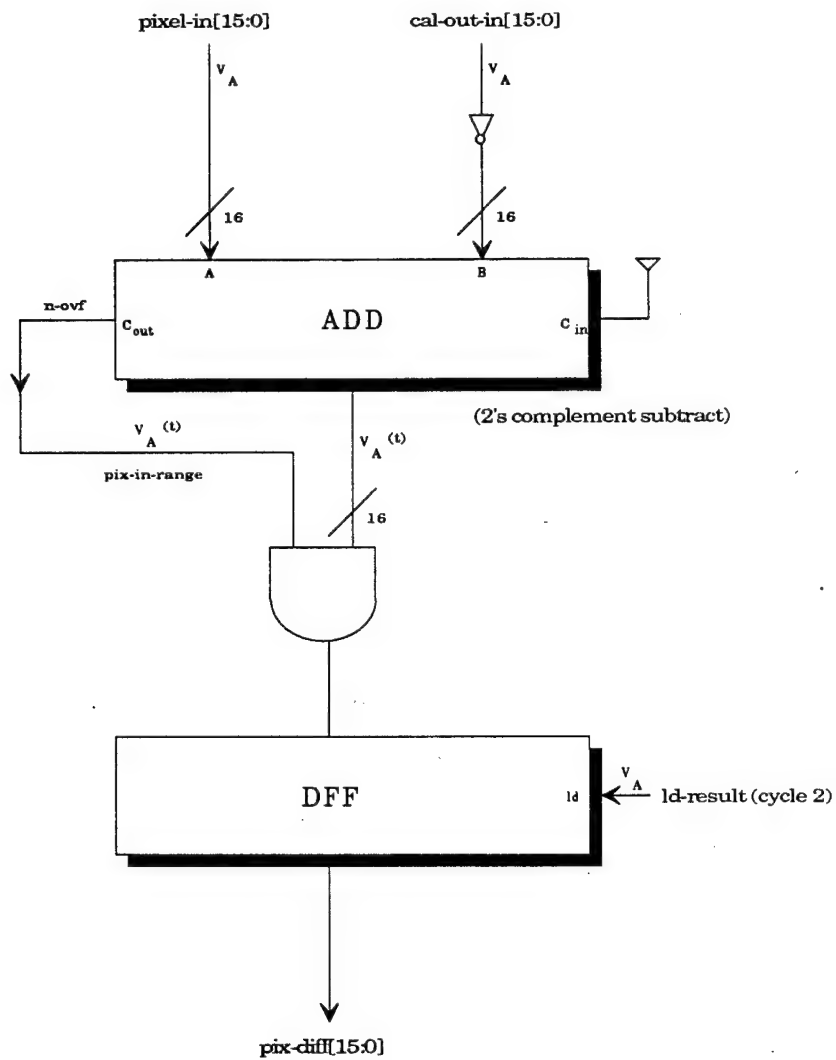 pixel-in[15:0] cal-out-in[15:0]
V A V A
16 16
A B
n-ovf
C out ADD C in
(2's complement subtract)
V A (t) V A (t)
pix-in-range
16
V A
DFF ld ld-result (cycle 2)
pix-diff[15:0]